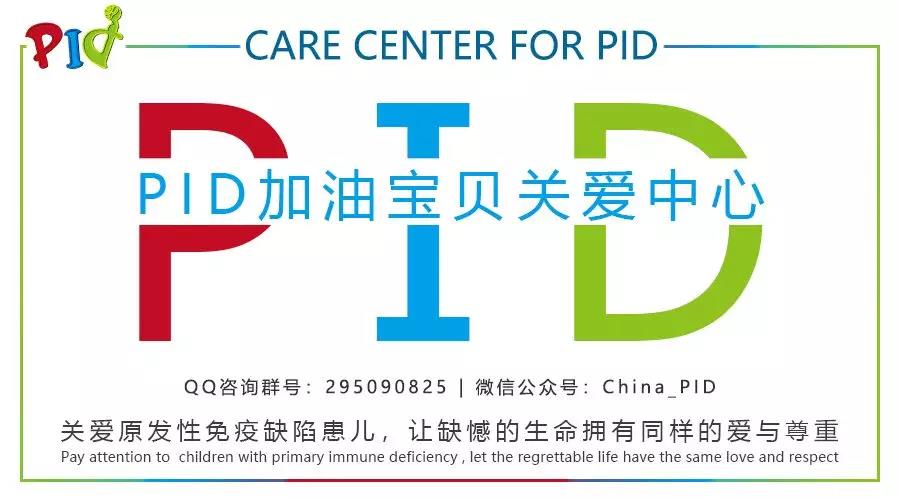 PID
CARE CENTER FOR PID
PID
PID加油宝贝关爱中心
QQ咨询群号：295090825 | 微信公众号：China_PID
关爱原发性免疫缺陷患儿，让缺憾的生命拥有同样的爱与尊重
Pay attention to children with primary immune deficiency , let the regrettable life have the same love and respect